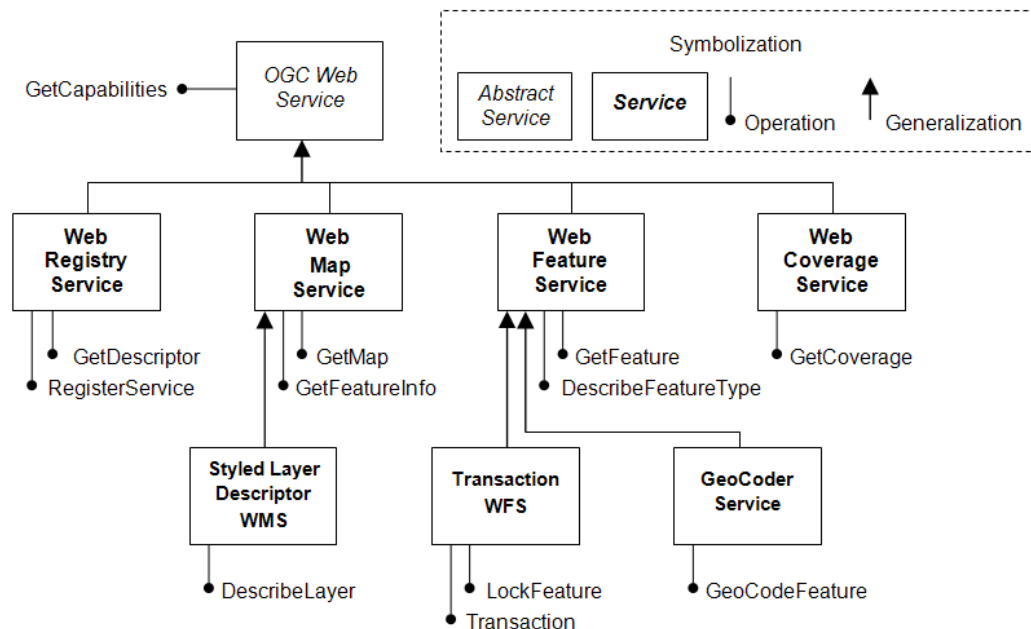 OGC Web
Service
GetCapabilities
Symbolization
Abstract
Service
Service
Operation
Generalization
Web
Registry
Service
Web
Map
Service
Web
Feature
Service
Web
Coverage
Service
GetDescriptor
RegisterService
GetMap
GetFeatureInfo
GetFeature
DescribeFeatureType
GetCoverage
Styled Layer
Descriptor
WMS
Transaction
WFS
GeoCoder
Service
DescribeLayer
LockFeature
Transaction
GeoCodeFeature